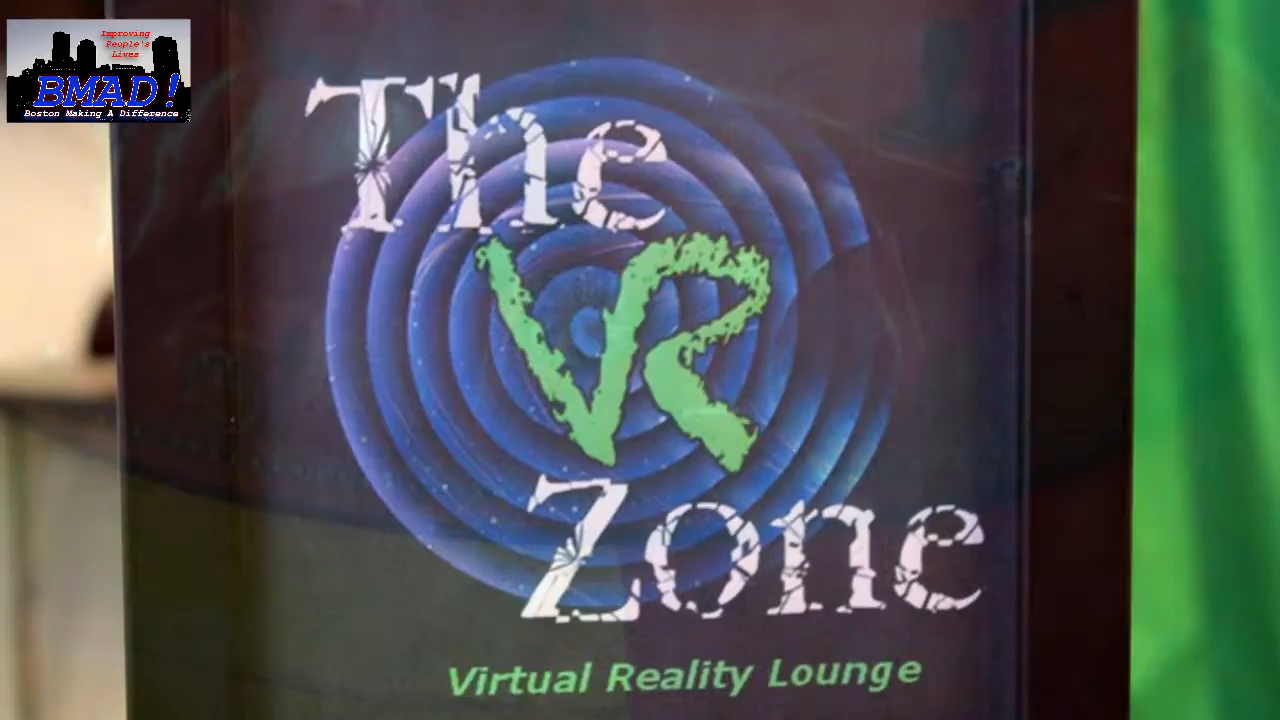 Improving
People's
Lives
BMAD!
Boston Making A Difference
The
VR
Zone
Virtual Reality Lounge